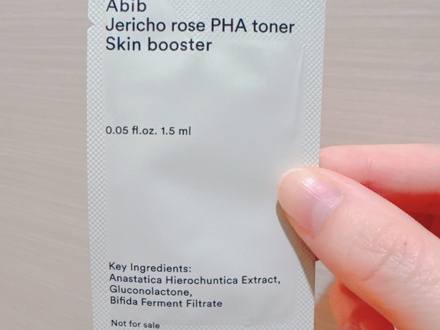 Abib
Jericho rose PHA toner
Skin booster
0.05 fl.oz. 1.5 ml
Key Ingredients:
Anastatica Hierochuntica Extract,
Gluconolactone,
Bifida Ferment Filtrate
Not for sale